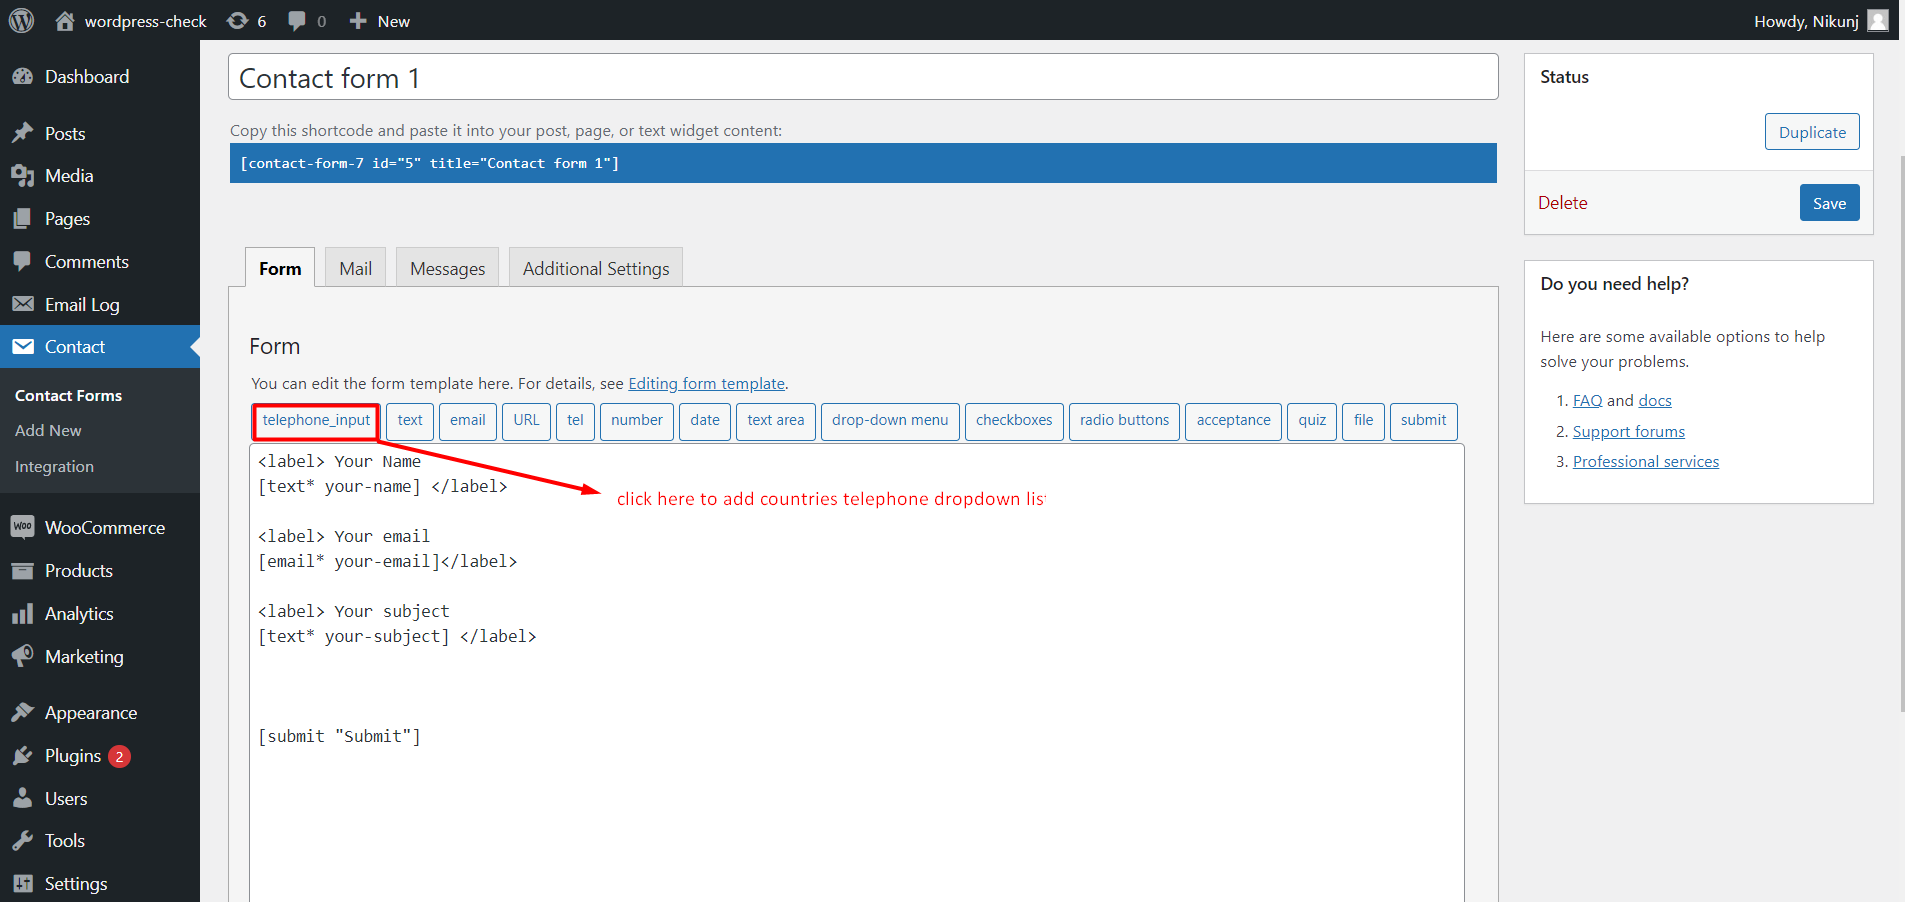 wordpress-check 6 0 New Howdy, Nikunj
Dashboard
Posts
Media
Pages
Comments
Email Log
Contact
Contact Forms
Add New
Integration
WooCommerce
Products
Analytics
Marketing
Appearance
Plugins 2
Users
Tools
Settings
Contact form 1
Copy this shortcode and paste it into your post, page, or text widget content:
[contact-form-7 id="5" title="Contact form 1"]
Form Mail Messages Additional Settings
Form
You can edit the form template here. For details, see Editing form template.
telephone_input text email URL tel number date text area drop-down menu checkboxes radio buttons acceptance quiz file submit
<label> Your Name
[text* your-name] </label>
click here to add countries telephone dropdown list
<label> Your email
[email* your-email]</label>
<label> Your subject
[text* your-subject] </label>
[submit "Submit"]
Status
Duplicate
Delete Save
Do you need help?
Here are some available options to help
solve your problems.
1. FAQ and docs
2. Support forums
3. Professional services